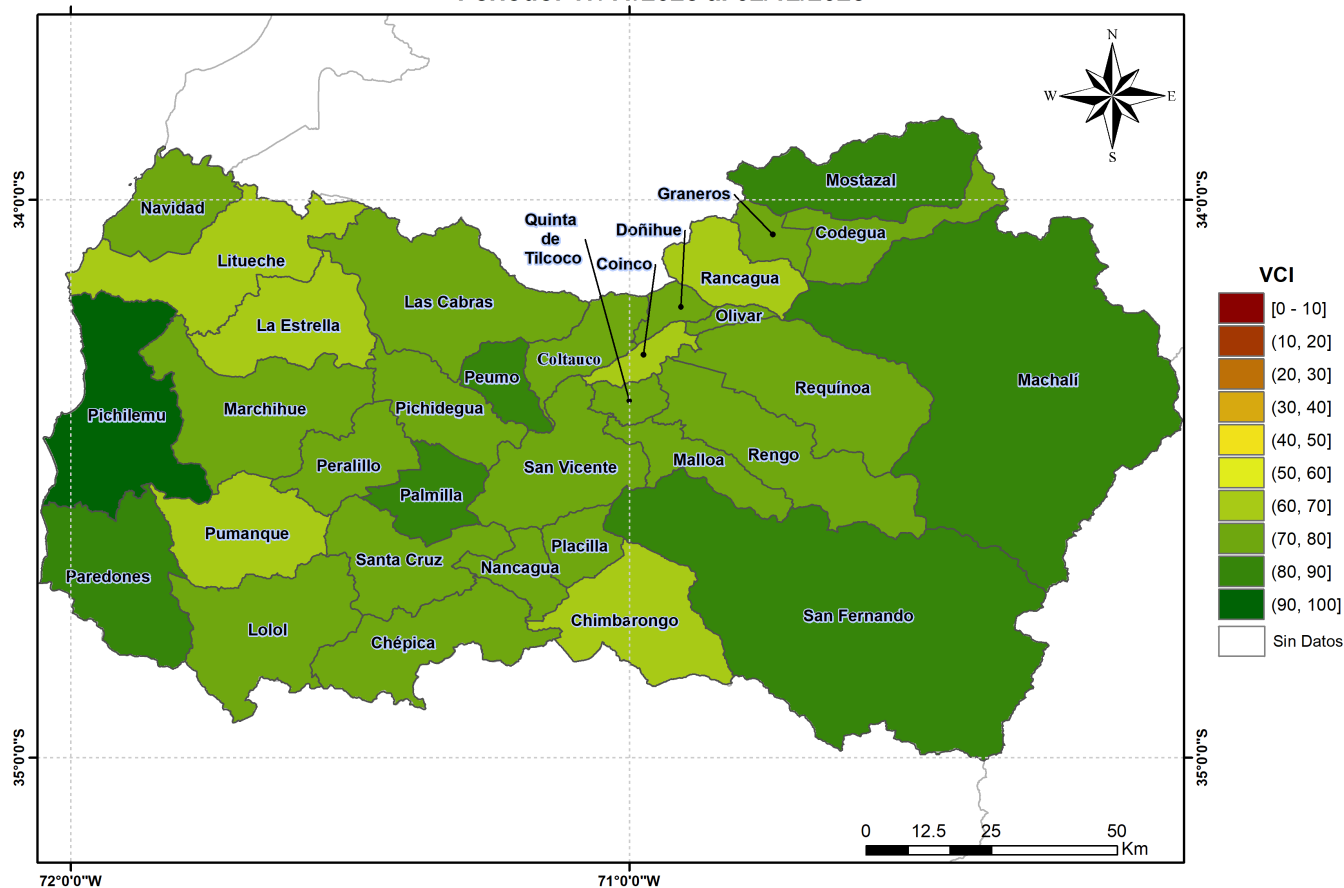 N
W
E
S
34°0'0"S
34°0'0"S
35°0'0"S
35°0'0"S
72°0'0"W
71°0'0"W
Navidad
Litueche
La Estrella
Las Cabras
Quinta
de
Tilcoco
Coinco
Doñihue
Graneros
Mostazal
Codegua
Rancagua
Olivar
Coltauco
Peumo
Machalí
Requínoa
Pichilemu
Marchihue
Pichidegua
Peralillo
Palmilla
San Vicente
Malloa
Rengo
Pumanque
Santa Cruz
Placilla
Nancagua
Paredones
Lolol
Chépica
Chimbarongo
San Fernando
VCI
[0 - 10]
(10, 20]
(20, 30]
(30, 40]
(40, 50]
(50, 60]
(60, 70]
(70, 80]
(80, 90]
(90, 100]
Sin Datos
0 12.5 25 50
Km